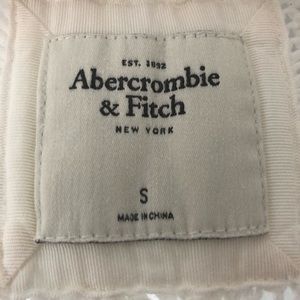 EST. 1892
Abercrombie
& Fitch
NEW YORK
S
MADE IN CHINA